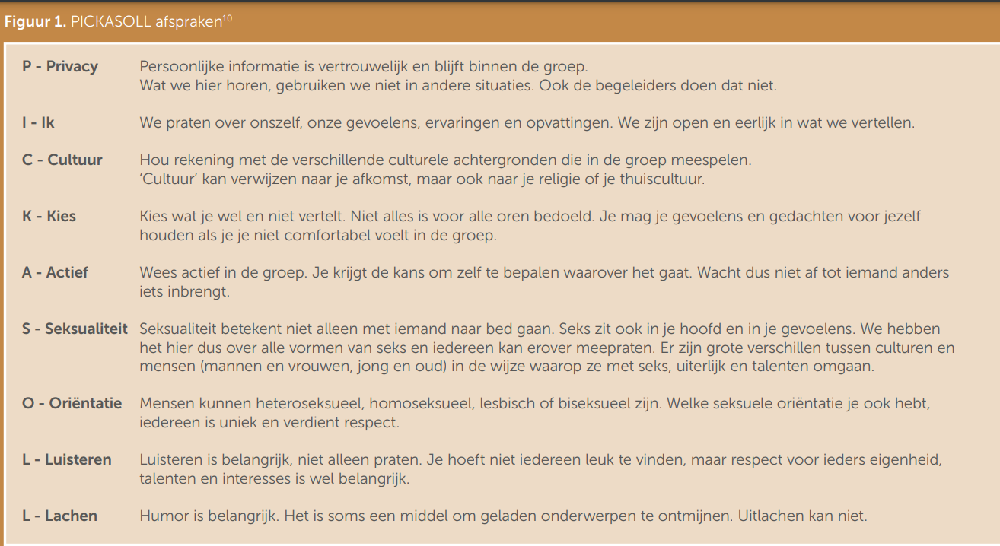 Figuur 1. PICKASOLL afspraken10
P - Privacy Persoonlijke informatie is vertrouwelijk en blijft binnen de groep.
Wat we hier horen, gebruiken we niet in andere situaties. Ook de begeleiders doen dat niet.
I - Ik We praten over onszelf, onze gevoelens, ervaringen en opvattingen. We zijn open en eerlijk in wat we vertellen.
C - Cultuur Hou rekening met de verschillende culturele achtergronden die in de groep meespelen.
‘Cultuur’ kan verwijzen naar je afkomst, maar ook naar je religie of je thuiscultuur.
K - Kies Kies wat je wel en niet vertelt. Niet alles is voor alle oren bedoeld. Je mag je gevoelens en gedachten voor jezelf
houden als je je niet comfortabel voelt in de groep.
A - Actief Wees actief in de groep. Je krijgt de kans om zelf te bepalen waarover het gaat. Wacht dus niet af tot iemand anders
iets inbrengt.
S - Seksualiteit Seksualiteit betekent niet alleen met iemand naar bed gaan. Seks zit ook in je hoofd en in je gevoelens. We hebben
het hier dus over alle vormen van seks en iedereen kan erover meepraten. Er zijn grote verschillen tussen culturen en
mensen (mannen en vrouwen, jong en oud) in de wijze waarop ze met seks, uiterlijk en talenten omgaan.
O - Oriëntatie Mensen kunnen heteroseksueel, homoseksueel, lesbisch of biseksueel zijn. Welke seksuele oriëntatie je ook hebt,
iedereen is uniek en verdient respect.
L - Luisteren Luisteren is belangrijk, niet alleen praten. Je hoeft niet iedereen leuk te vinden, maar respect voor ieders eigenheid,
talenten en interesses is wel belangrijk.
L - Lachen Humor is belangrijk. Het is soms een middel om geladen onderwerpen te ontmijnen. Uitlachen kan niet.